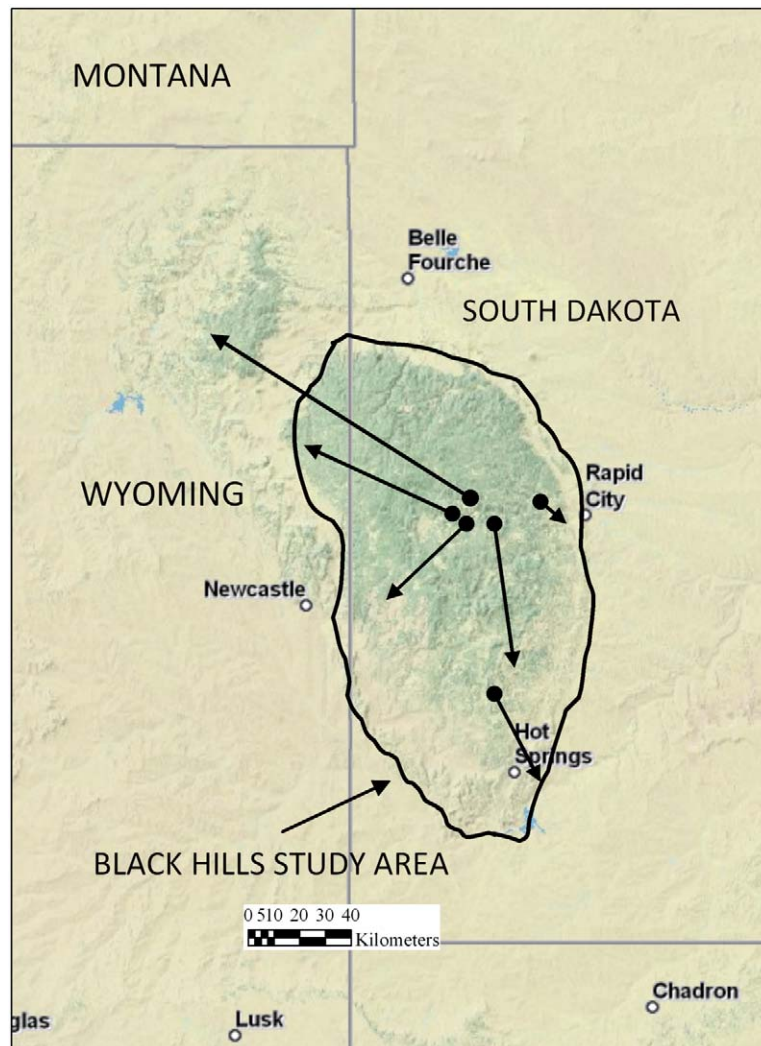 MONTANA
Belle
Fourche
SOUTH DAKOTA
WYOMING
Rapid
City
Newcastle
Hot
Springs
BLACK HILLS STUDY AREA
0 510 20 30 40
Kilometers
Chadron
glas
Lusk